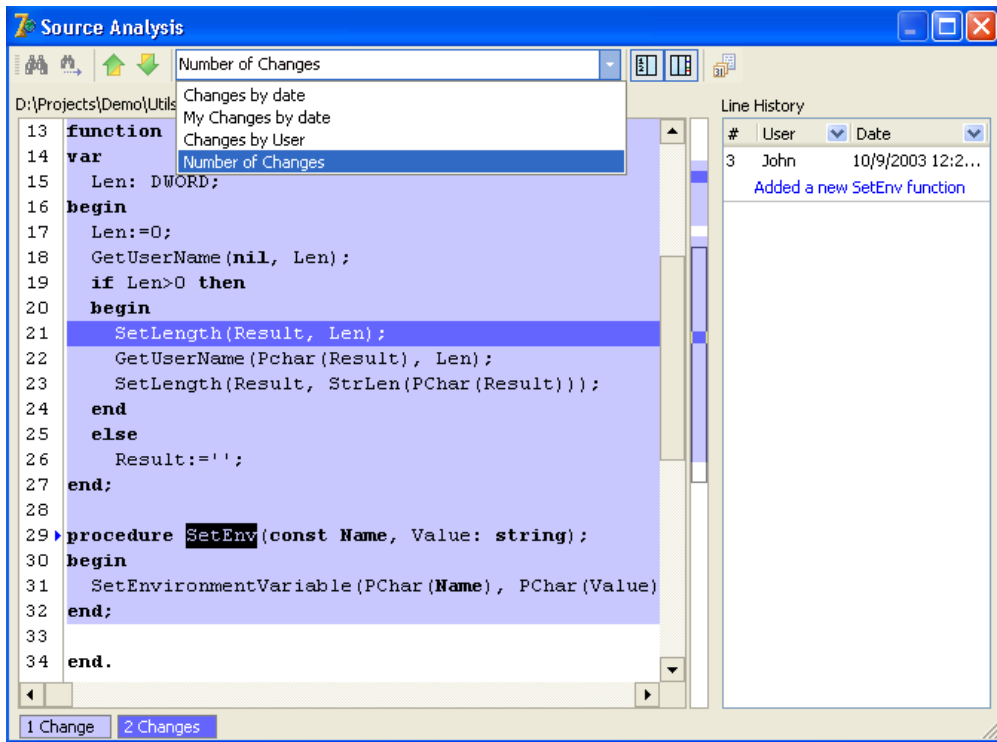 Source Analysis
Number of Changes
Changes by date
My Changes by date
Changes by User
Number of Changes
D:\Projects\Demo\Utils
13 function
14 var
15 Len: DWORD;
16 begin
17 Len:=0;
18 GetUserName(nil, Len);
19 if Len>0 then
20 begin
21 SetLength(Result, Len);
22 GetUserName(Pchar(Result), Len);
23 SetLength(Result, StrLen(PChar(Result)));
24 end
25 else
26 Result:='';
27 end;
28
29 procedure SetEnv(const Name, Value: string);
30 begin
31 SetEnvironmentVariable(PChar(Name), PChar(Value)
32 end;
33
34 end.
Line History
# User Date
3 John 10/9/2003 12:2...
Added a new SetEnv function
1 Change 2 Changes